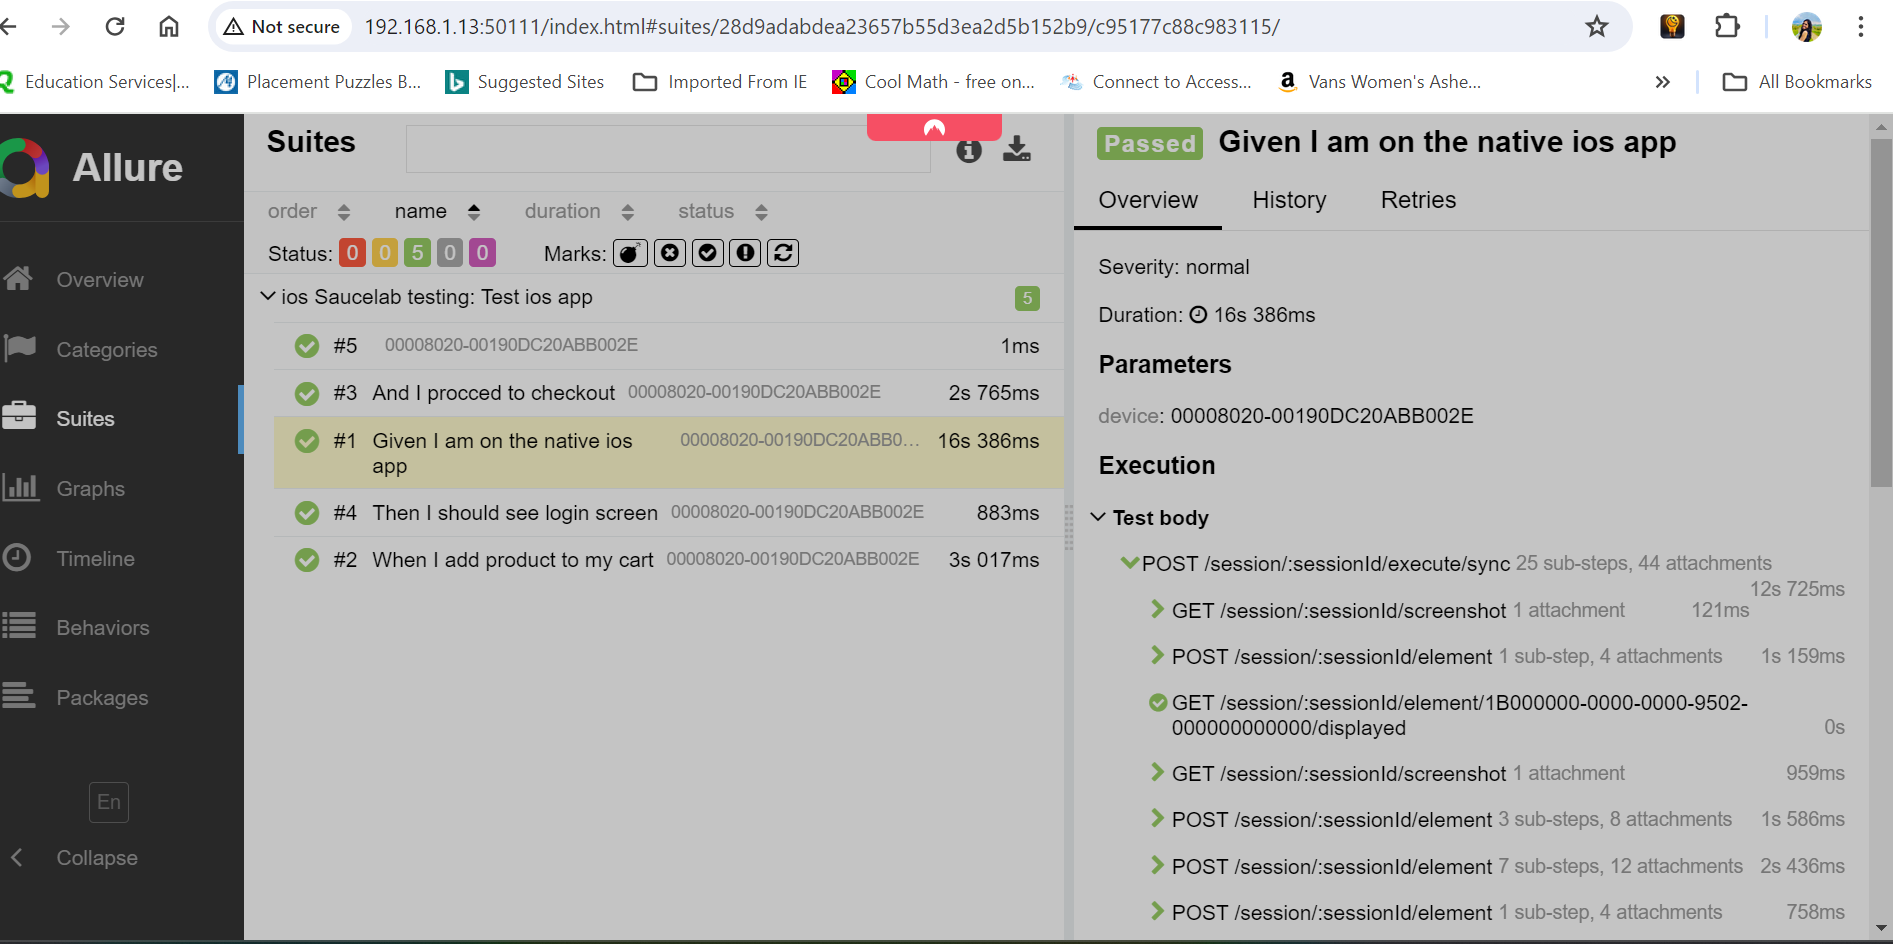 Not secure 192.168.1.13:50111/index.html#suites/28d9adabdea23657b55d3ea2d5b152b9/c95177c88c983115/
Education Services|... Placement Puzzles B... Suggested Sites Imported From IE Cool Math - free on... Connect to Access... Vans Women's Ashe... » All Bookmarks
Allure
Overview
Categories
Suites
Graphs
Timeline
Behaviors
Packages
En
Collapse
Suites
order name duration status
Status: 0 0 5 0 0 Marks:
ios Saucelab testing: Test ios app 5
#5 00008020-00190DC20ABB002E 1ms
#3 And I procced to checkout 00008020-00190DC20ABB002E 2s 765ms
#1 Given I am on the native ios 00008020-00190DC20ABB0... 16s 386ms
app
#4 Then I should see login screen 00008020-00190DC20ABB002E 883ms
#2 When I add product to my cart 00008020-00190DC20ABB002E 3s 017ms
Passed Given I am on the native ios app
Overview History Retries
Severity: normal
Duration: 16s 386ms
Parameters
device: 00008020-00190DC20ABB002E
Execution
Test body
POST /session/:sessionId/execute/sync 25 sub-steps, 44 attachments
12s 725ms
GET /session/:sessionId/screenshot 1 attachment 121ms
POST /session/:sessionId/element 1 sub-step, 4 attachments 1s 159ms
GET /session/:sessionId/element/1B000000-0000-0000-9502-
000000000000/displayed 0s
GET /session/:sessionId/screenshot 1 attachment 959ms
POST /session/:sessionId/element 3 sub-steps, 8 attachments 1s 586ms
POST /session/:sessionId/element 7 sub-steps, 12 attachments 2s 436ms
POST /session/:sessionId/element 1 sub-step, 4 attachments 758ms